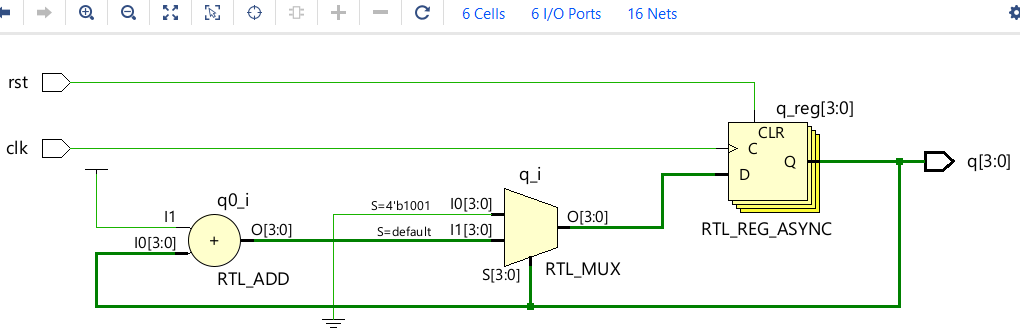 6 Cells 6 I/O Ports 16 Nets
rst
q_reg[3:0]
CLR
clk
C
Q
q[3:0]
D
q_i
q0_i
S=4'b1001 I0[3:0]
I1
O[3:0]
RTL_REG_ASYNC
O[3:0]
S=default I1[3:0]
I0[3:0]
+
RTL_MUX
S[3:0]
RTL_ADD